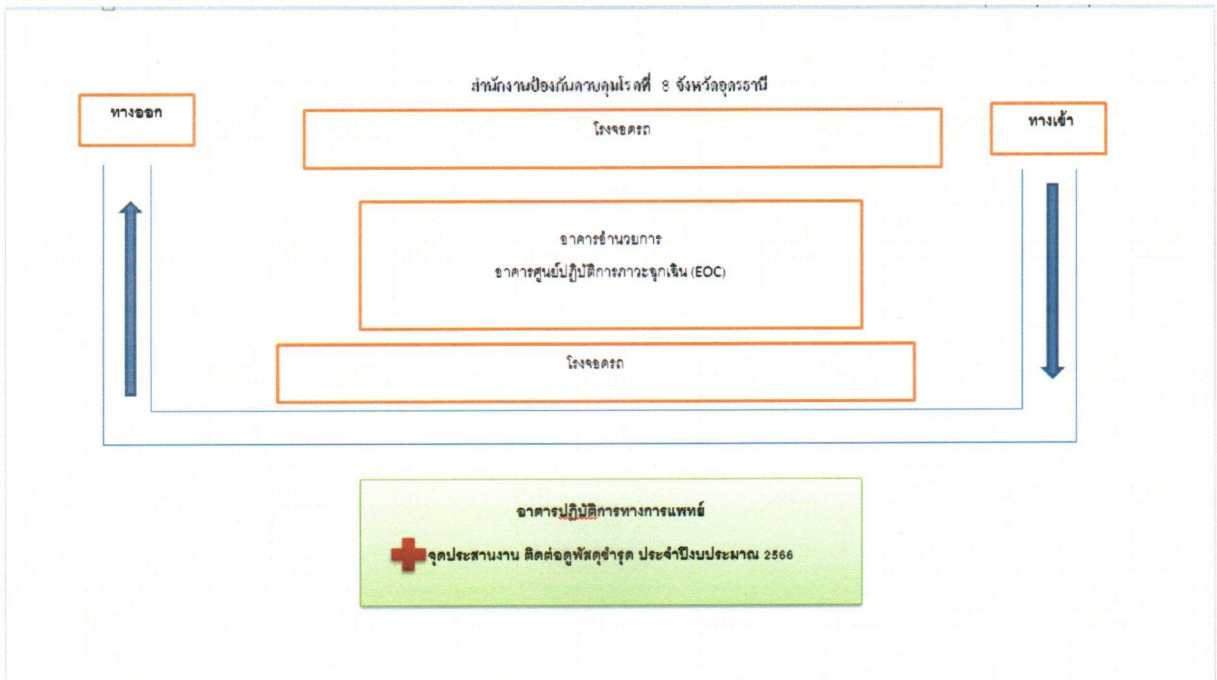 สำนักงานป้องกันควบคุมโรคที่ 8 จังหวัดอุดรธานี
ทางออก
โรงจอดรถ
ทางเข้า
อาคารอำนวยการ
อาคารศูนย์ปฏิบัติการภาวะฉุกเฉิน (EOC)
โรงจอดรถ
อาคารปฏิบัติการทางการแพทย์
จุดประสานงาน ติดต่อดูพัสดุชำรุด ประจำปีงบประมาณ 2566